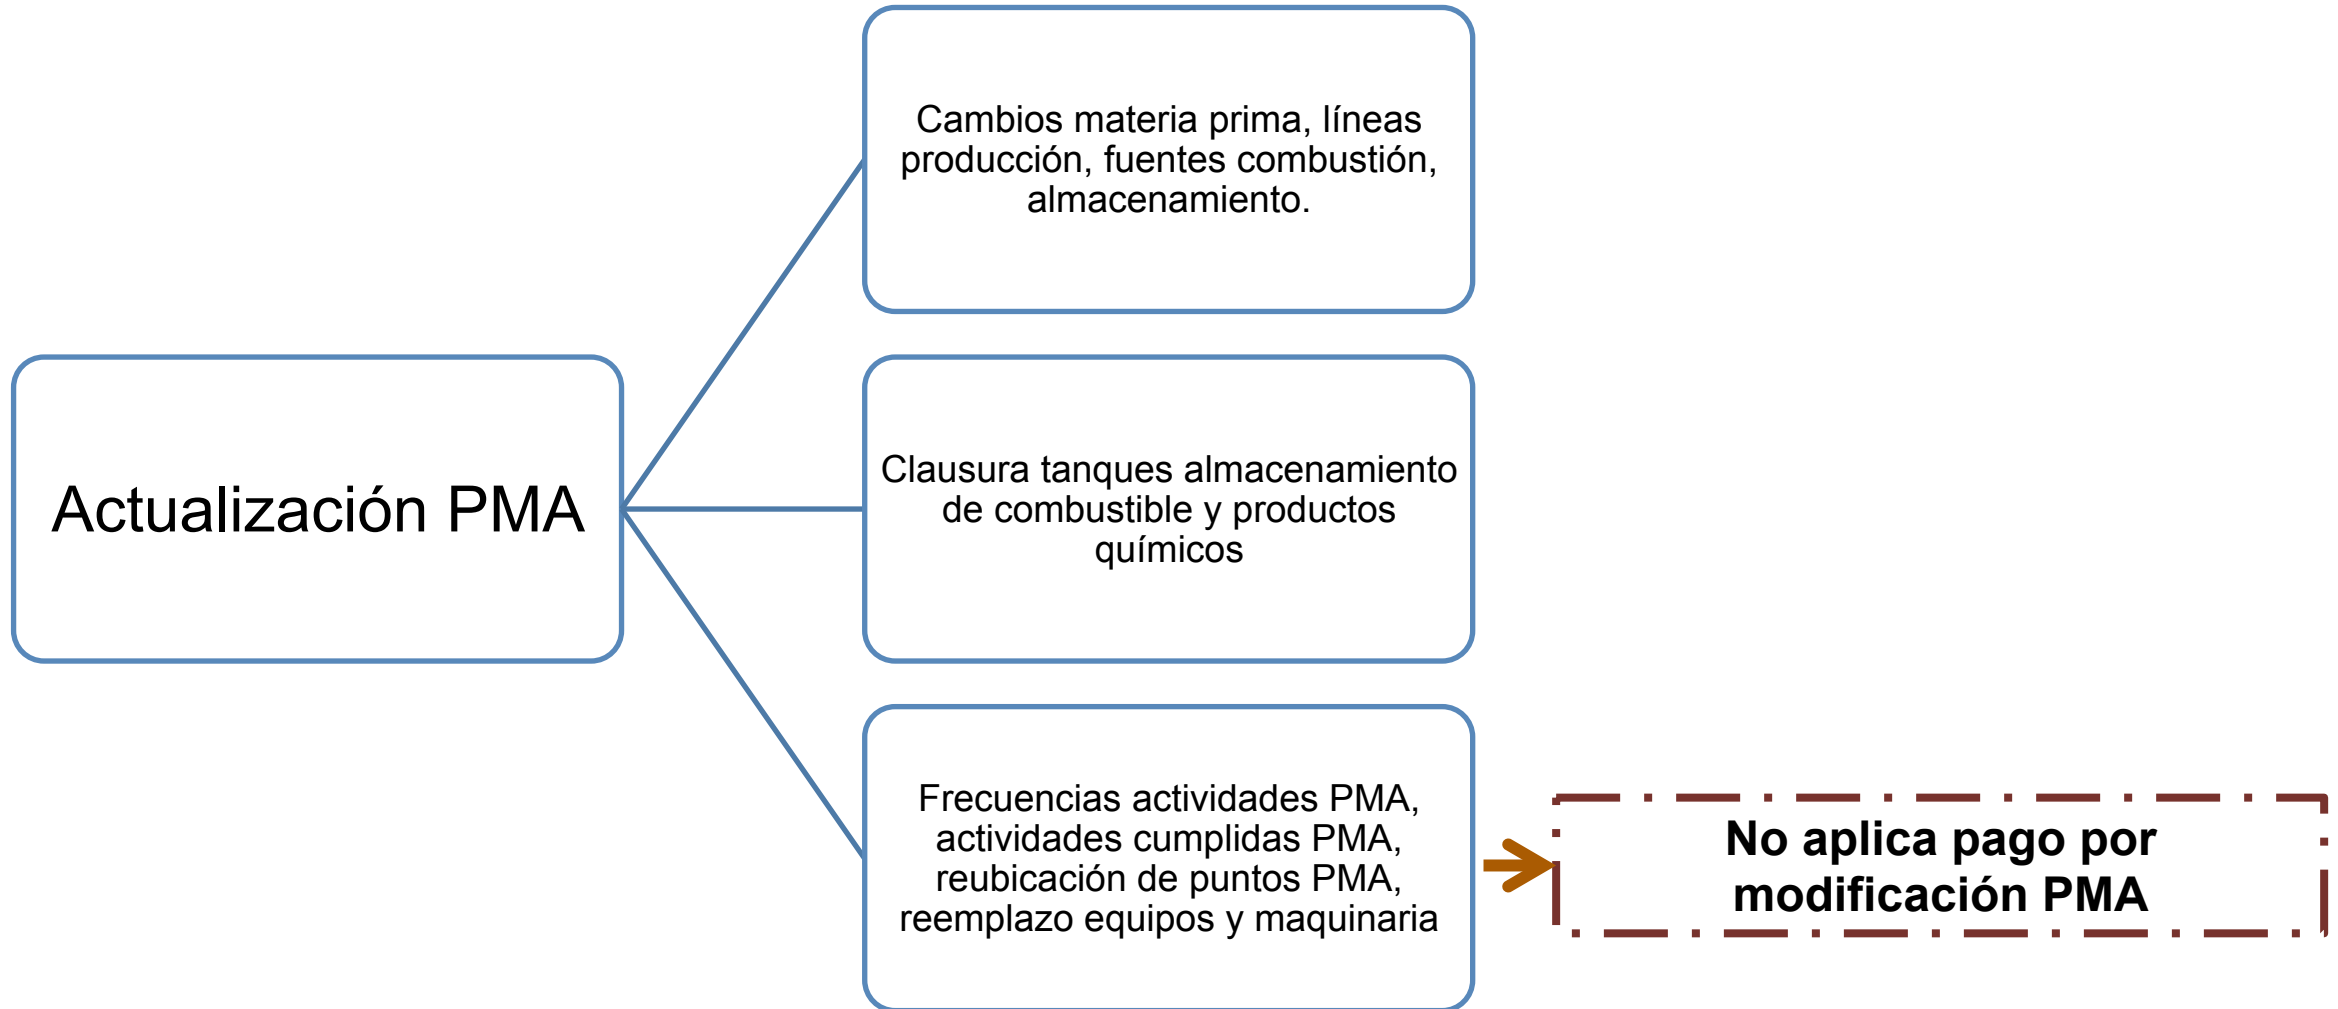 Cambios materia prima, líneas
producción, fuentes combustión,
almacenamiento.
Actualización PMA
Clausura tanques almacenamiento
de combustible y productos
químicos
Frecuencias actividades PMA,
actividades cumplidas PMA,
reubicación de puntos PMA,
reemplazo equipos y maquinaria
No aplica pago por
modificación PMA